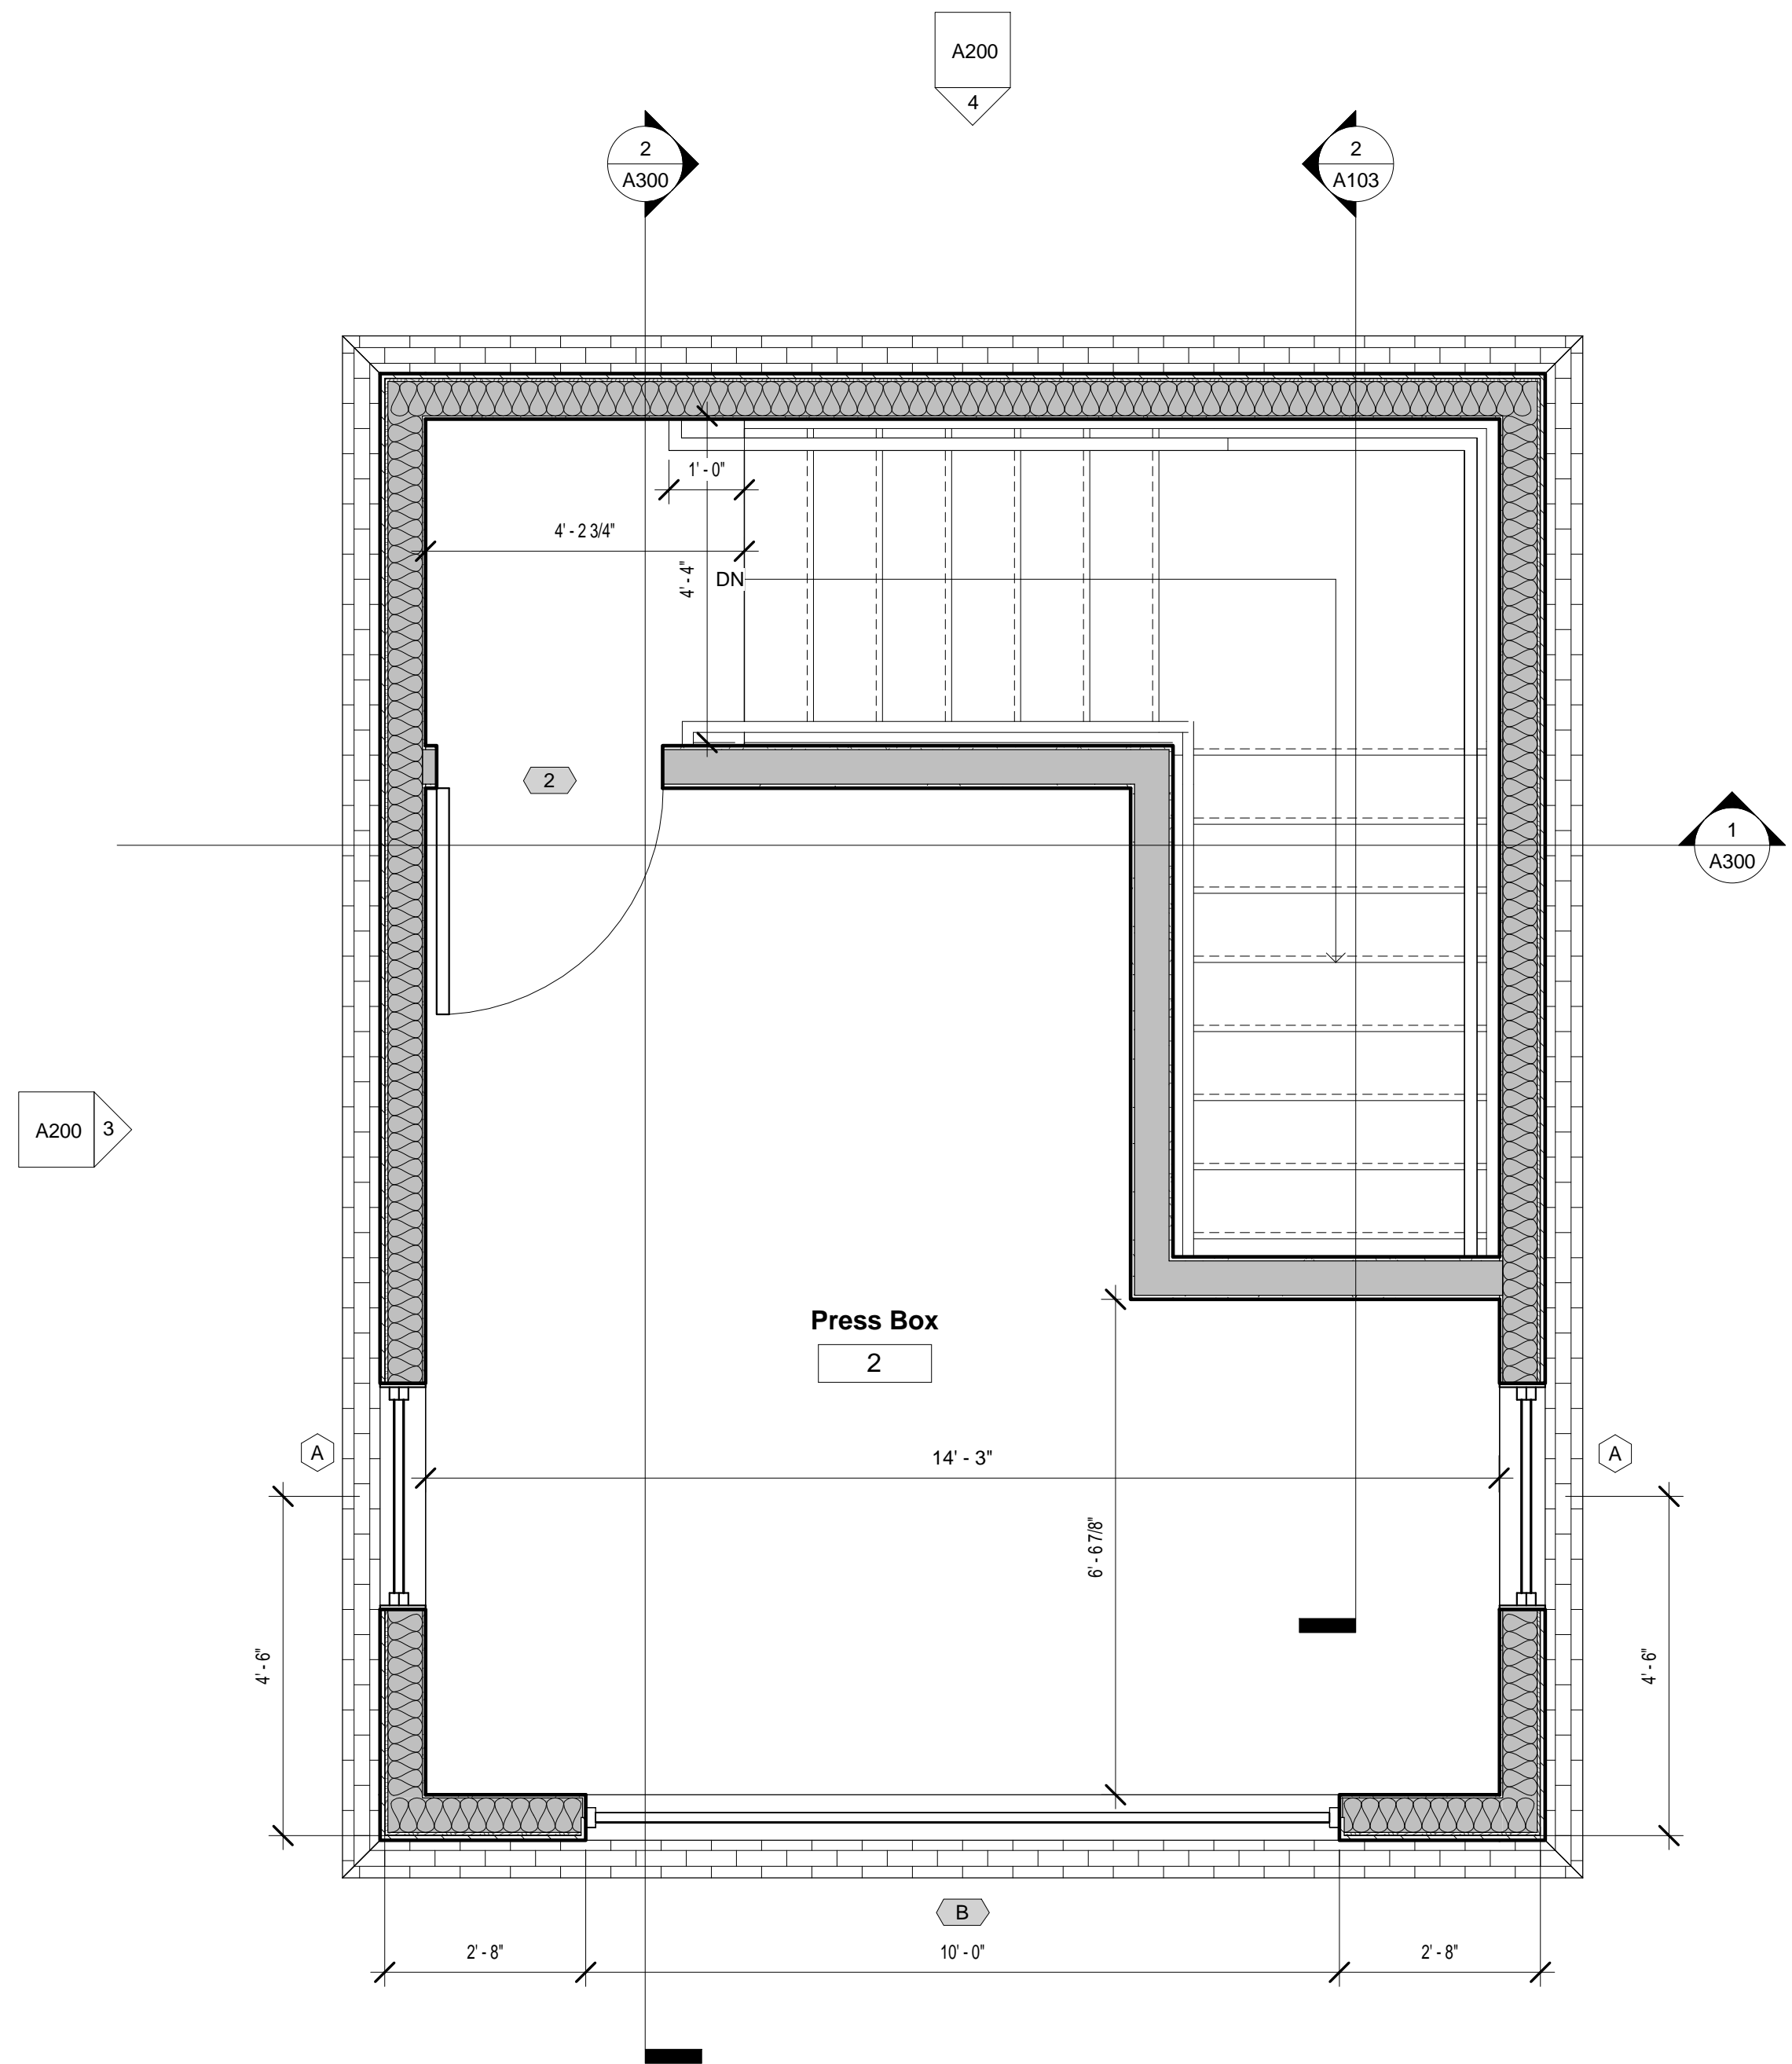 A200
4
2
A300
2
A103
1' - 0"
4' - 2 3/4"
4' - 4"
DN
2
1
A300
A200
3
Press Box
2
A
A
14' - 3"
6' - 6 7/8"
4' - 6"
4' - 6"
B
2' - 8"
10' - 0"
2' - 8"